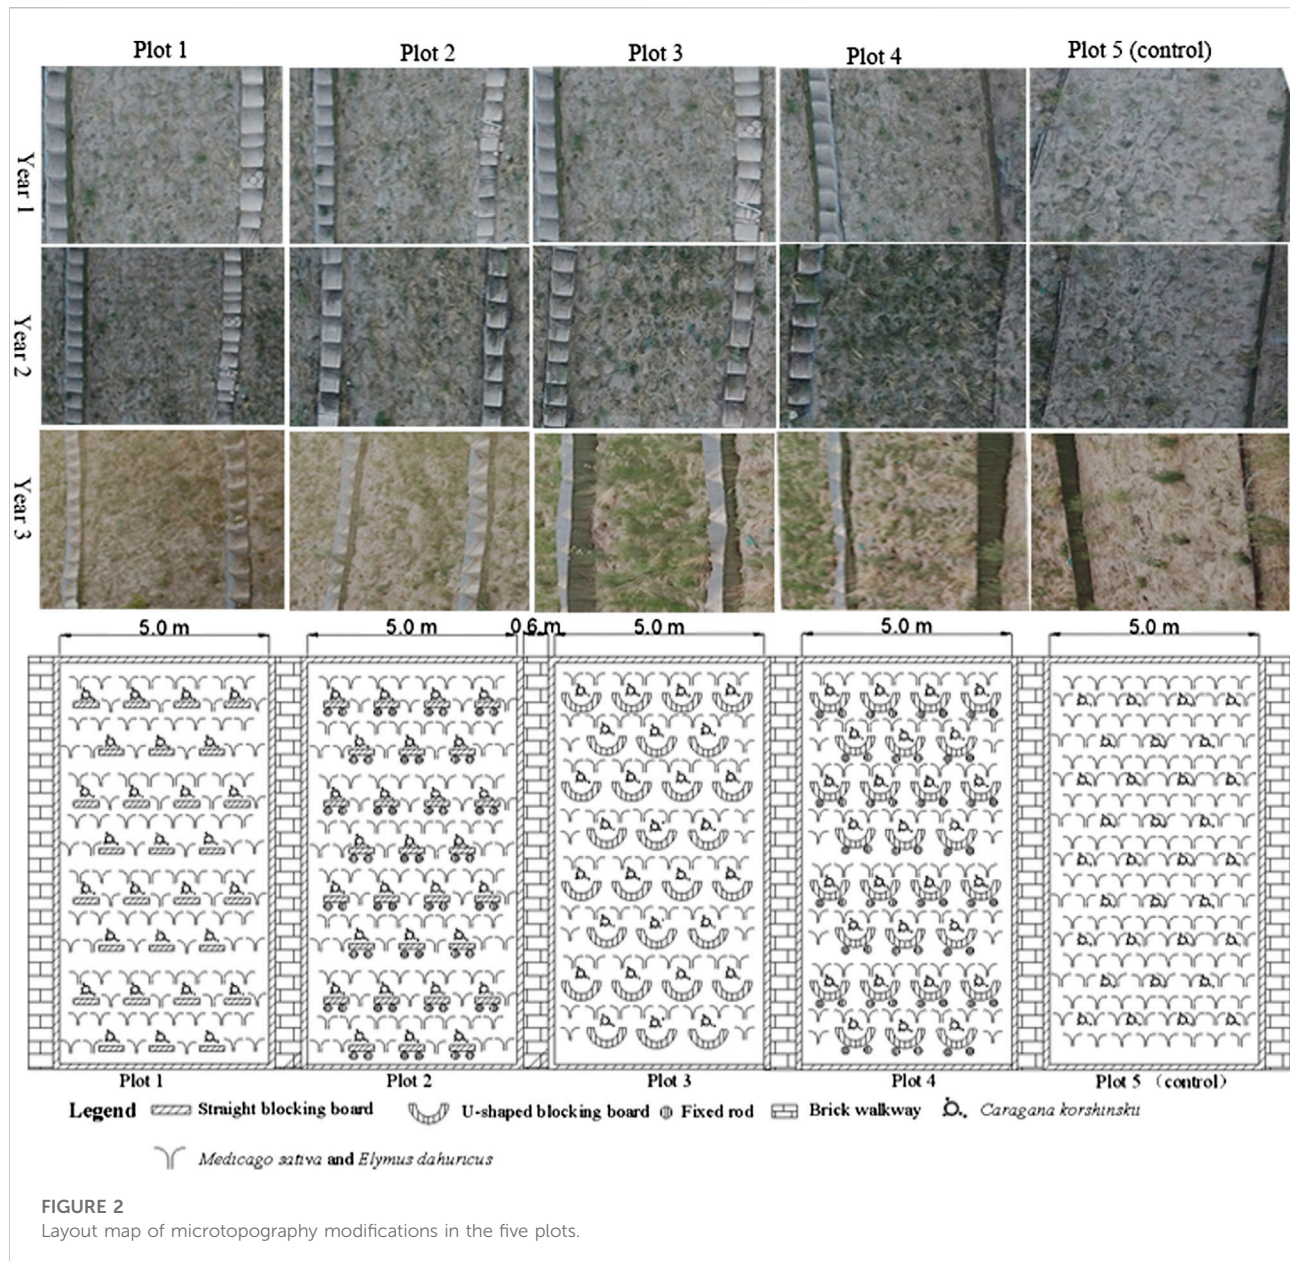 Plot 1 Plot 2 Plot 3 Plot 4 Plot 5 (control)
Year 1
Year 2
Year 3
5.0 m 5.0 m 0.6 m 5.0 m 5.0 m 5.0 m
Plot 1 Plot 2 Plot 3 Plot 4 Plot 5 (control)
Legend Straight blocking board U-shaped blocking board Fixed rod Brick walkway Caragana korshinskii
Medicago sativa and Elymus dahuricus
FIGURE 2
Layout map of microtopography modifications in the five plots.